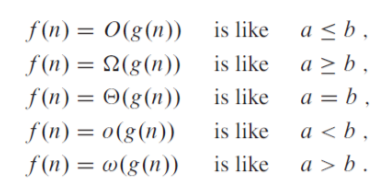 f(n) = O(g(n)) is like a ≤ b ,
f(n) = Ω(g(n)) is like a ≥ b ,
f(n) = Θ(g(n)) is like a = b ,
f(n) = o(g(n)) is like a < b ,
f(n) = ω(g(n)) is like a > b .